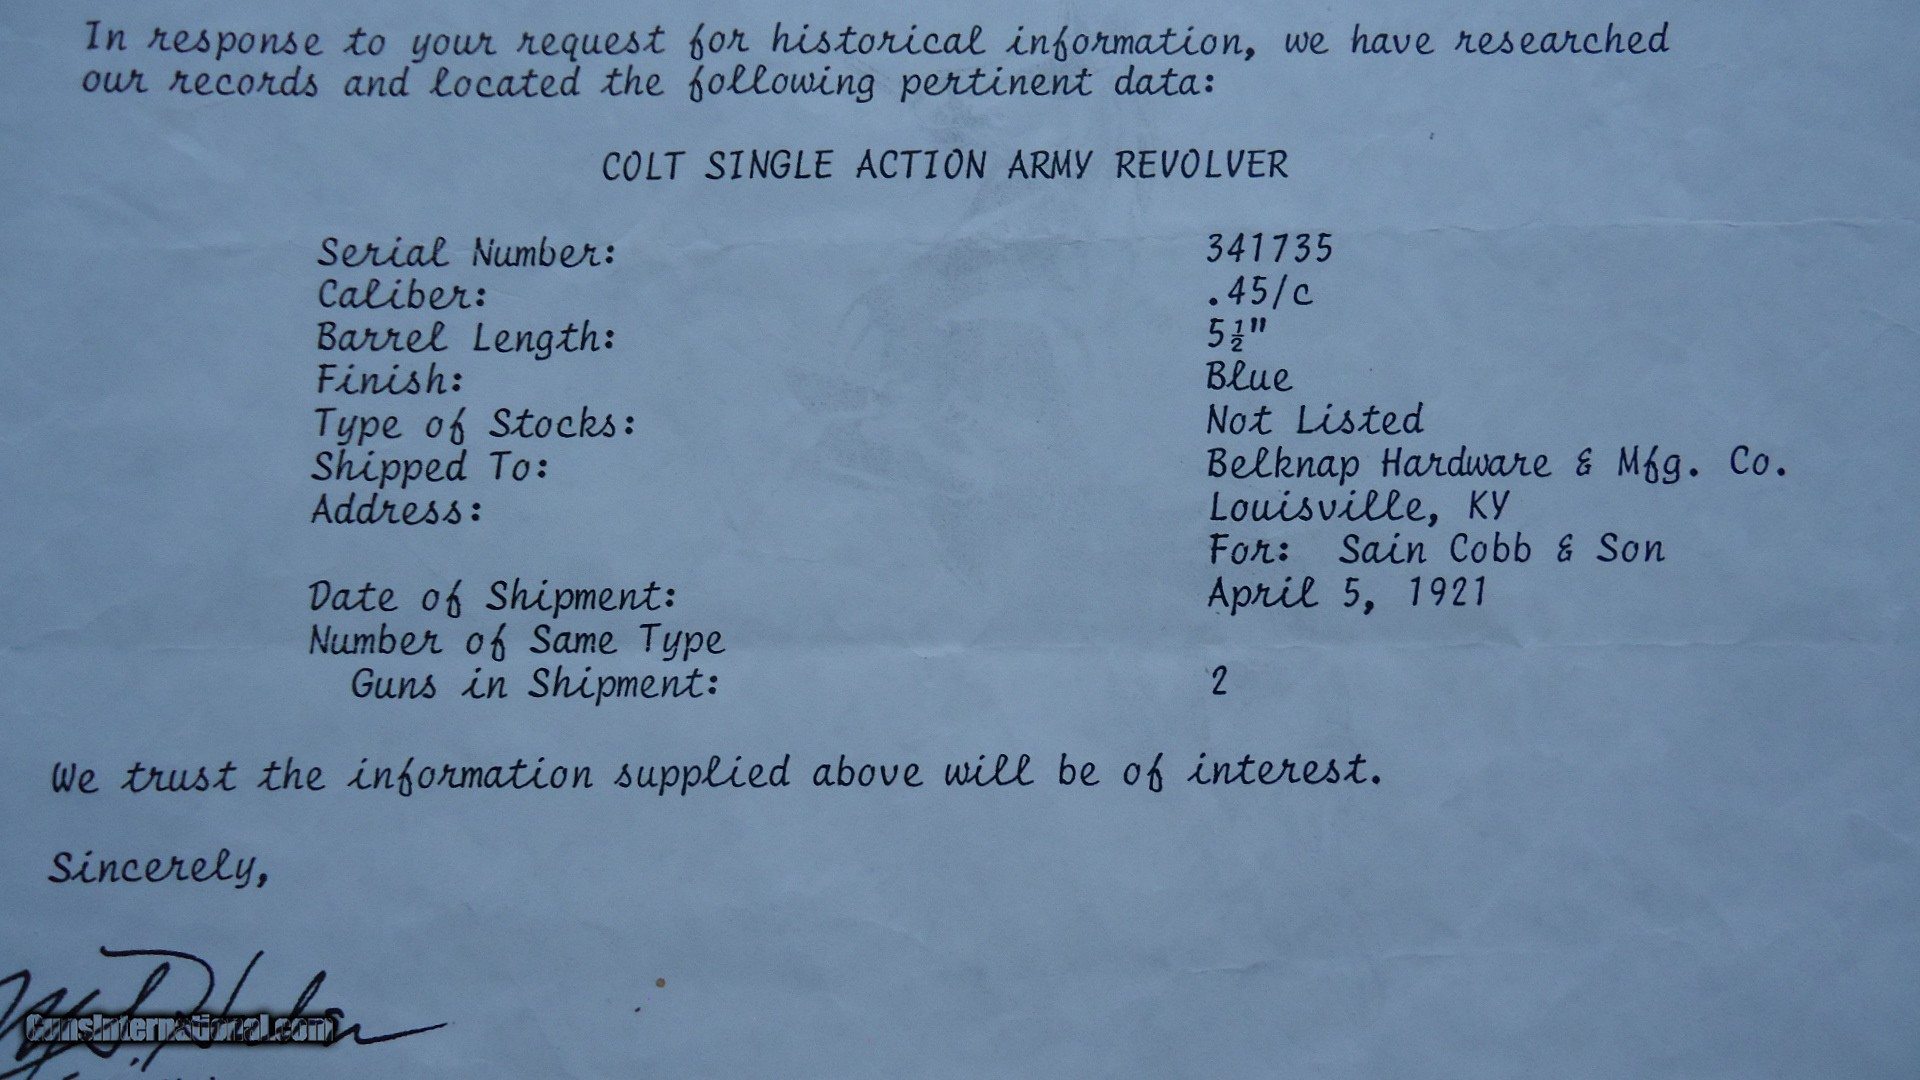 In response to your request for historical information, we have researched
our records and located the following pertinent data:
COLT SINGLE ACTION ARMY REVOLVER
Serial Number: 341735
Caliber: .45/c
Barrel Length: 5½"
Finish: Blue
Type of Stocks: Not Listed
Shipped To: Belknap Hardware & Mfg. Co.
Address: Louisville, KY
For: Sain Cobb & Son
Date of Shipment: April 5, 1921
Number of Same Type
Guns in Shipment: 2
We trust the information supplied above will be of interest.
Sincerely,
GunsInternational.com